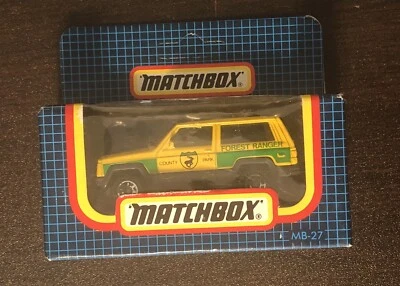 MATCHBOX®
FOREST RANGER
COUNTY PARK
MATCHBOX®
MB-27